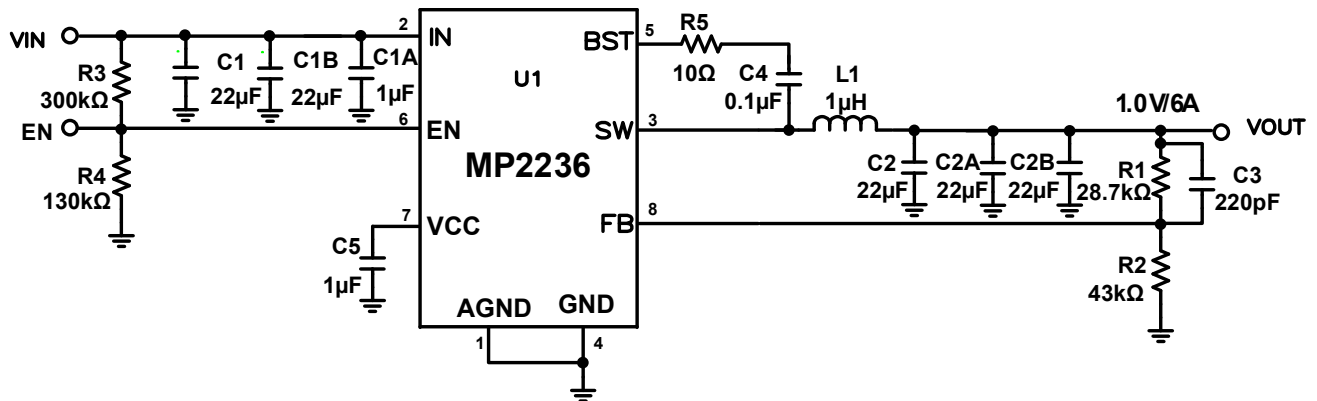 VIN
R3
300kΩ
EN
R4
130kΩ
C1
22µF
C1B
22µF
C1A
1µF
2
IN
6
EN
7
VCC
C5
1µF
U1
MP2236
BST
5
SW
3
FB
8
AGND
GND
1
4
R5
10Ω
C4
0.1µF
L1
1µH
1.0V/6A
VOUT
C2
22µF
C2A
22µF
C2B
22µF
R1
28.7kΩ
C3
220pF
R2
43kΩ